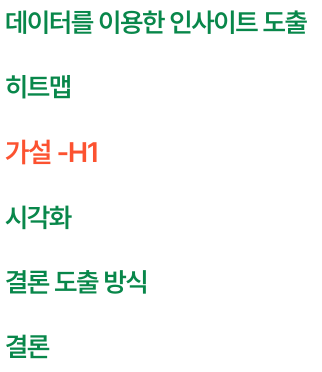 데이터를 이용한 인사이트 도출
히트맵
가설 -H1
시각화
결론 도출 방식
결론